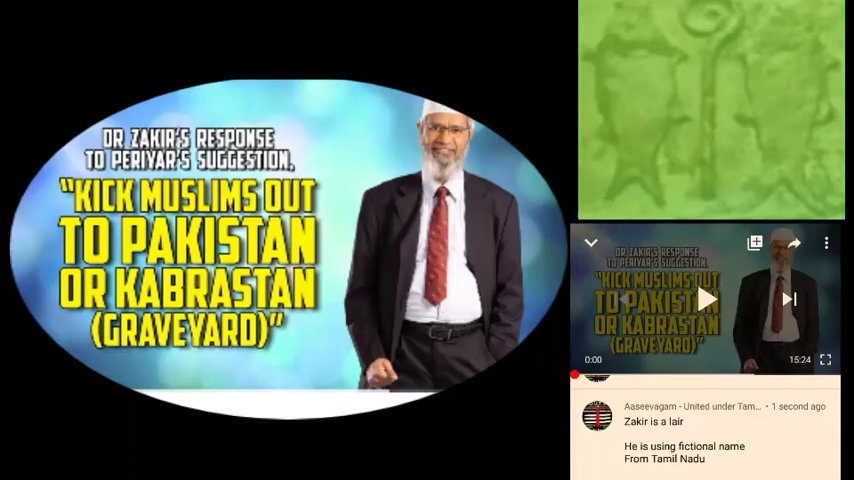 DR ZAKIR'S RESPONSE
TO PERIYAR'S SUGGESTION,
"KICK MUSLIMS OUT
TO PAKISTAN
OR KABRASTAN
(GRAVEYARD)"
DR ZAKIR'S RESPONSE
TO PERIYAR'S SUGGESTION,
"KICK MUSLIMS OUT
TO PAKISTAN
OR KABRASTAN
(GRAVEYARD)"
0:00
15:24
Aaseevagam - United under Tam... • 1 second ago
Zakir is a lair
He is using fictional name
From Tamil Nadu